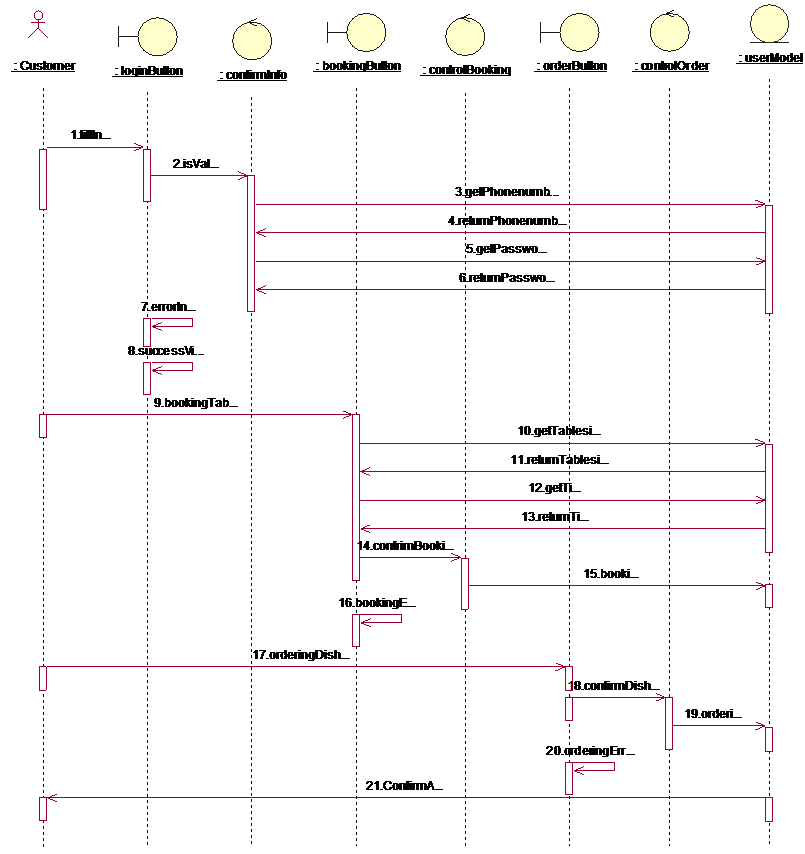 : Customer
: loginButton
: confirmInfo
: bookingButton
: controlBooking
: orderButton
: controlOrder
: userModel
1.fillIn...
2.isVal...
3.getPhonenumb...
4.returnPhonenumb...
5.getPasswo...
6.returnPasswo...
7.errorIn...
8.successVi...
9.bookingTab...
10.getTablesi...
11.returnTablesi...
12.getTi...
13.returnTi...
14.confrimBooki...
15.booki...
16.bookingE...
17.orderingDish...
18.confirmDish...
19.orderi...
20.orderingErr...
21.ConfirmA...